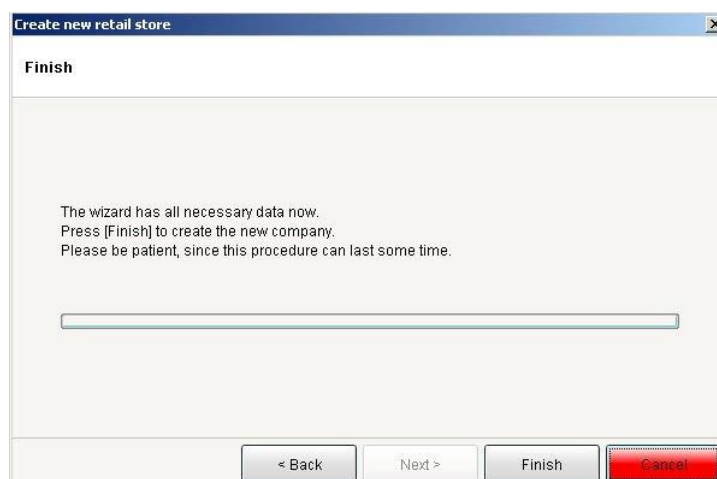 Create new retail store
Finish
The wizard has all necessary data now.
Press [Finish] to create the new company.
Please be patient, since this procedure can last some time.
< Back Next > Finish Cancel